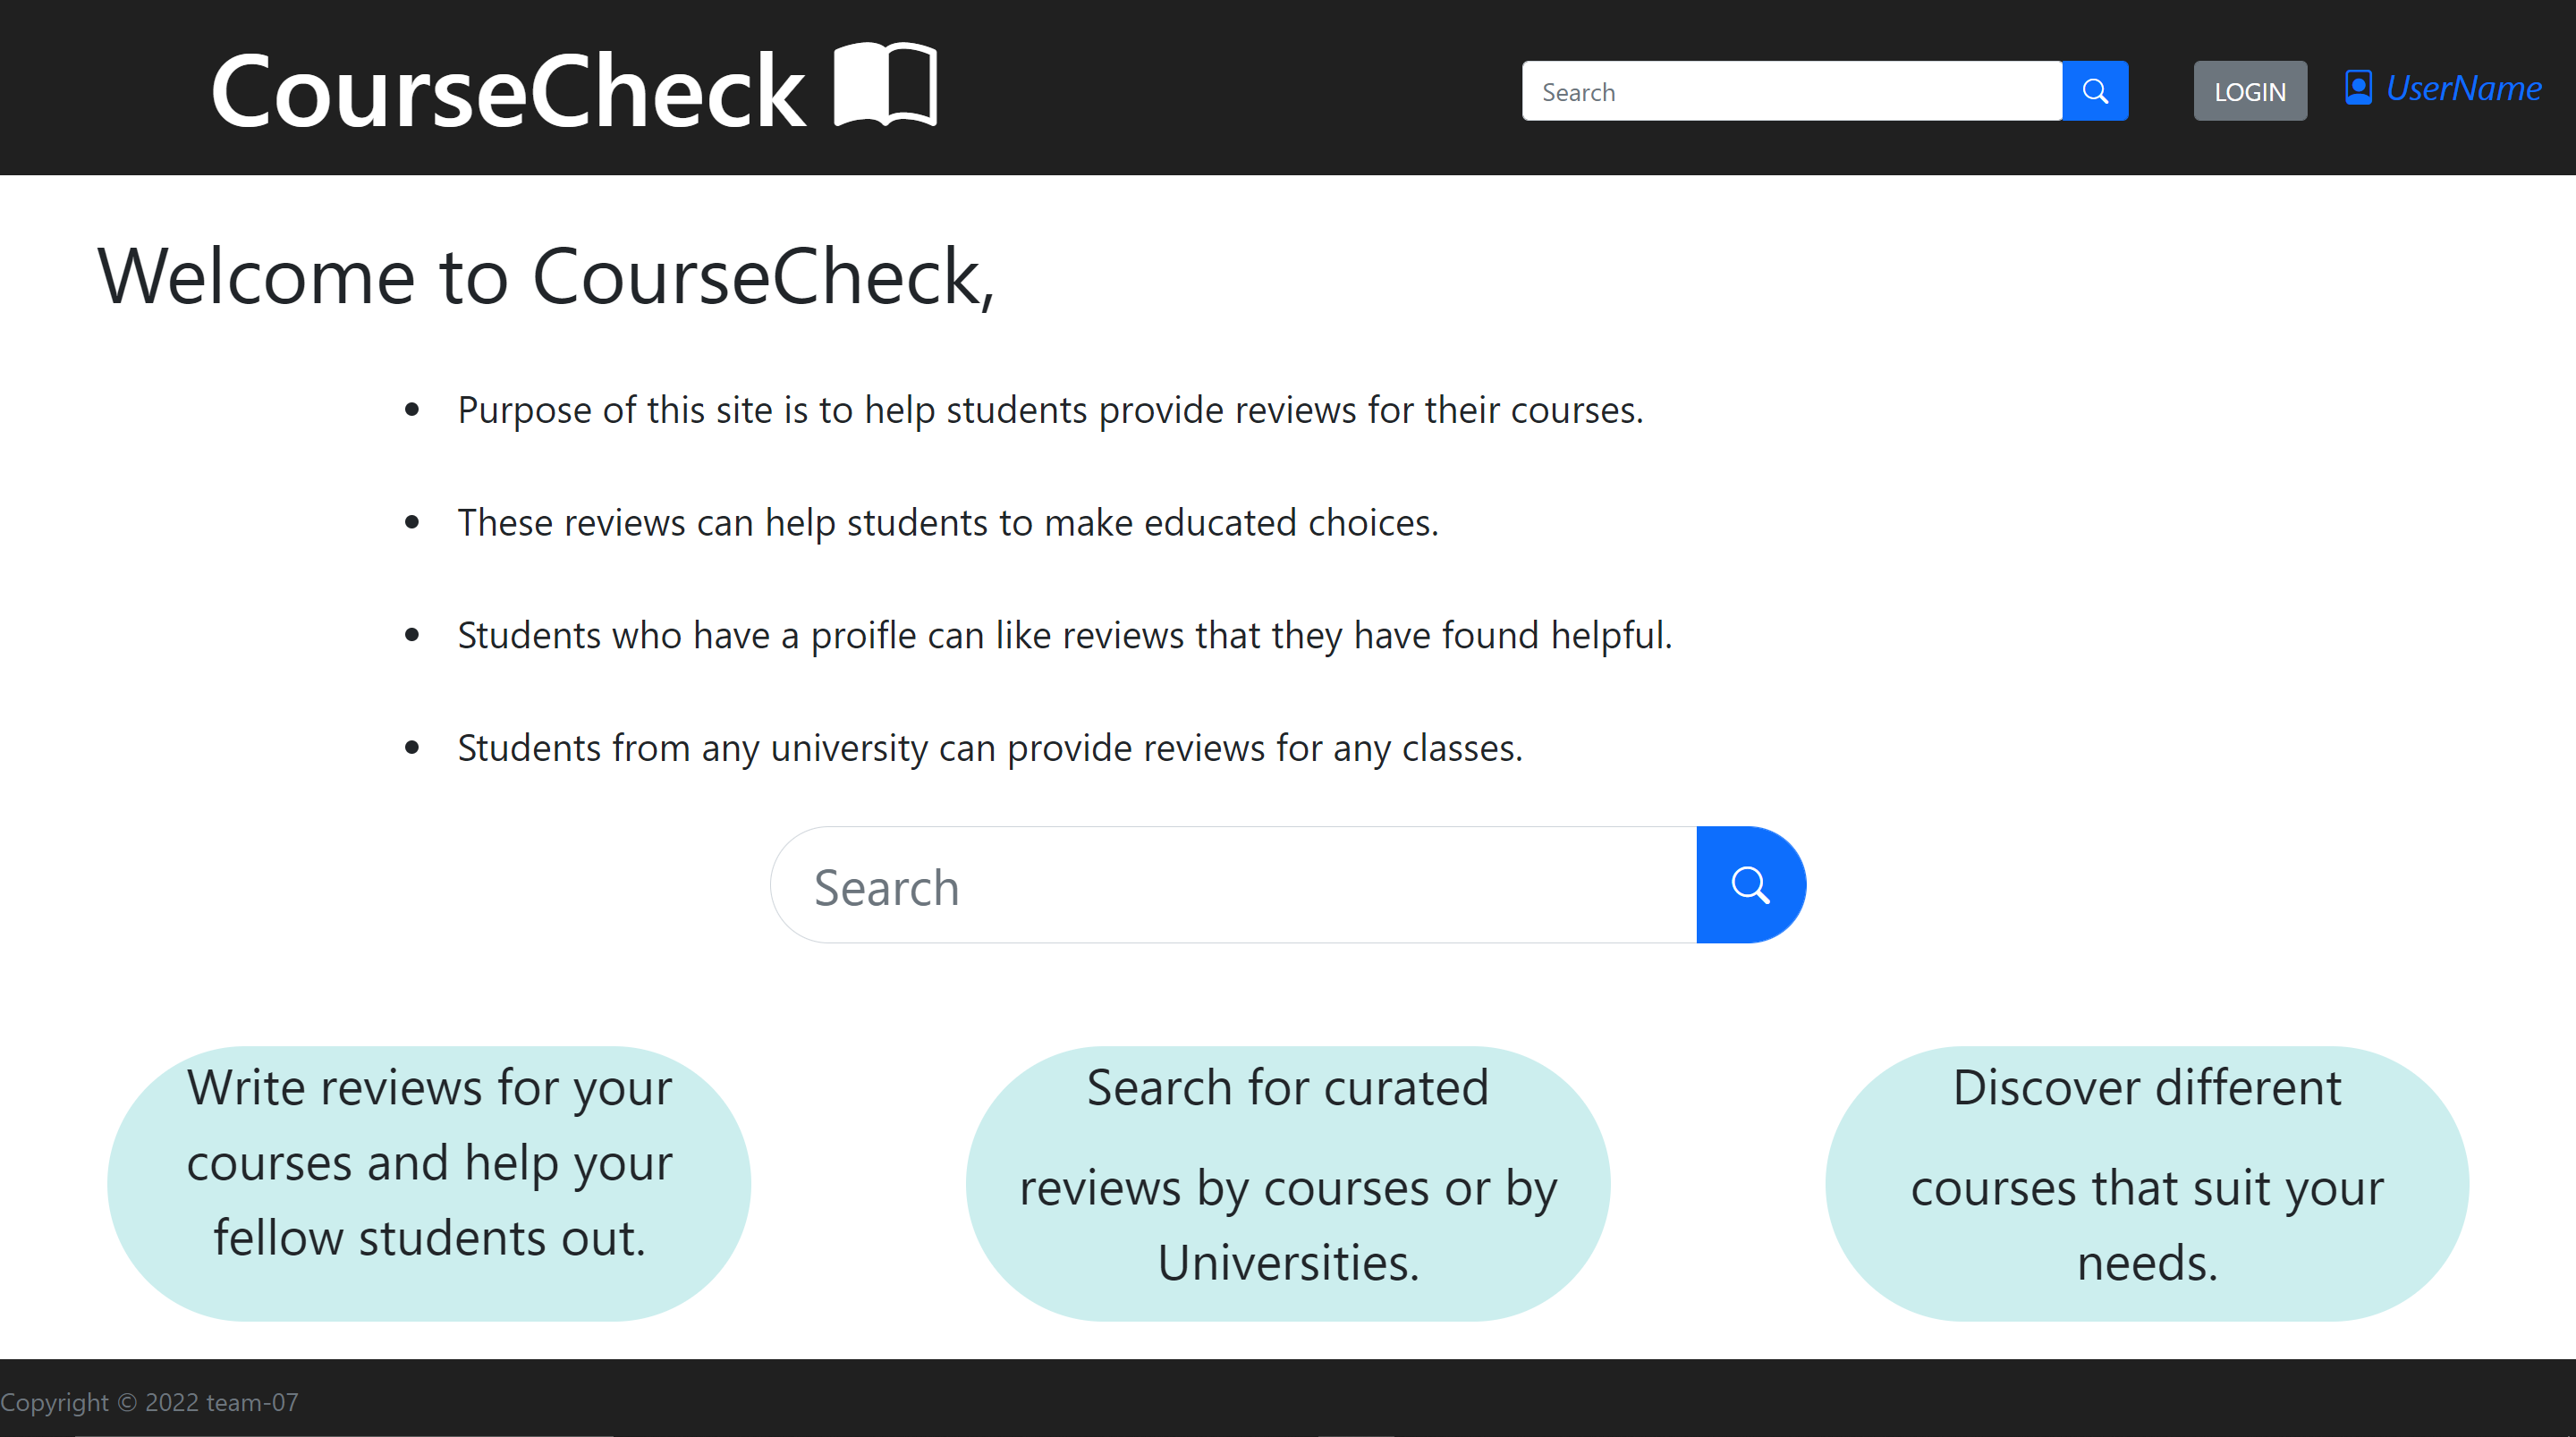 CourseCheck
Search
LOGIN
UserName
Welcome to CourseCheck,
• Purpose of this site is to help students provide reviews for their courses.
• These reviews can help students to make educated choices.
• Students who have a proifle can like reviews that they have found helpful.
• Students from any university can provide reviews for any classes.
Search
Write reviews for your
courses and help your
fellow students out.
Search for curated
reviews by courses or by
Universities.
Discover different
courses that suit your
needs.
Copyright © 2022 team-07